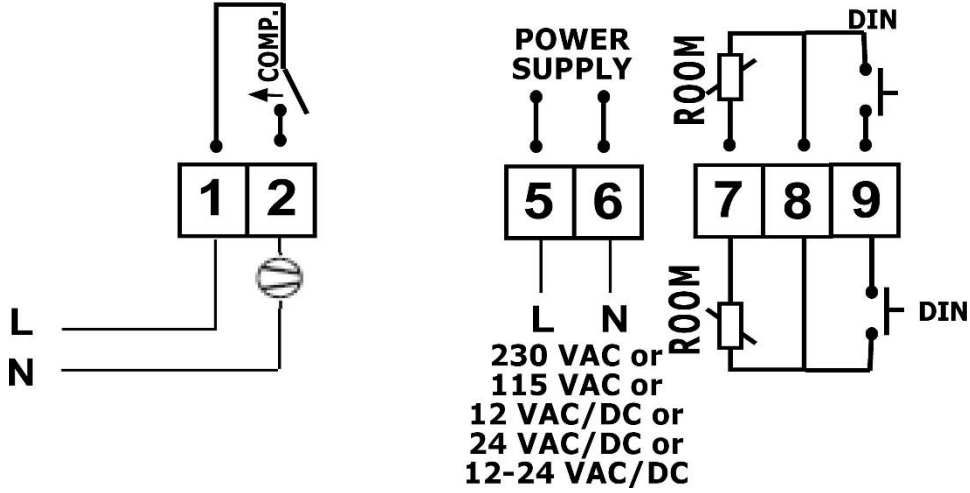 COMP.
1 2
L
N
POWER
SUPPLY
5 6
L N
230 VAC or
115 VAC or
12 VAC/DC or
24 VAC/DC or
12-24 VAC/DC
ROOM
DIN
7 8 9
ROOM
DIN